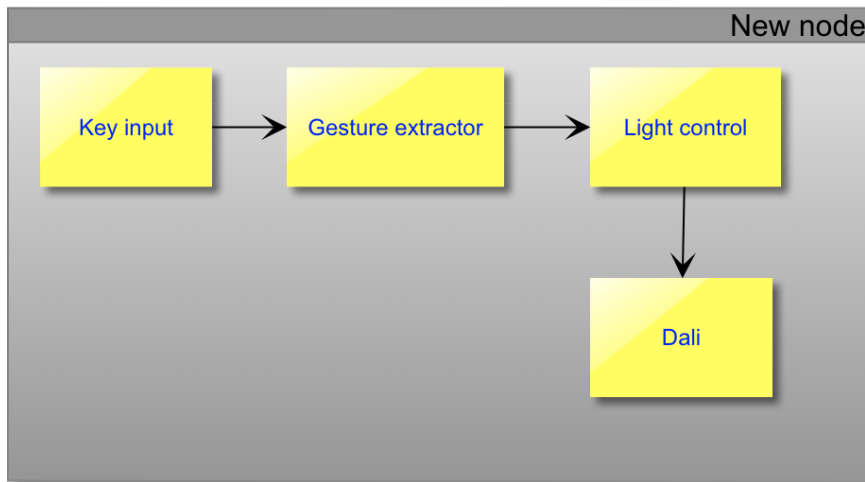 New node
Key input
Gesture extractor
Light control
Dali